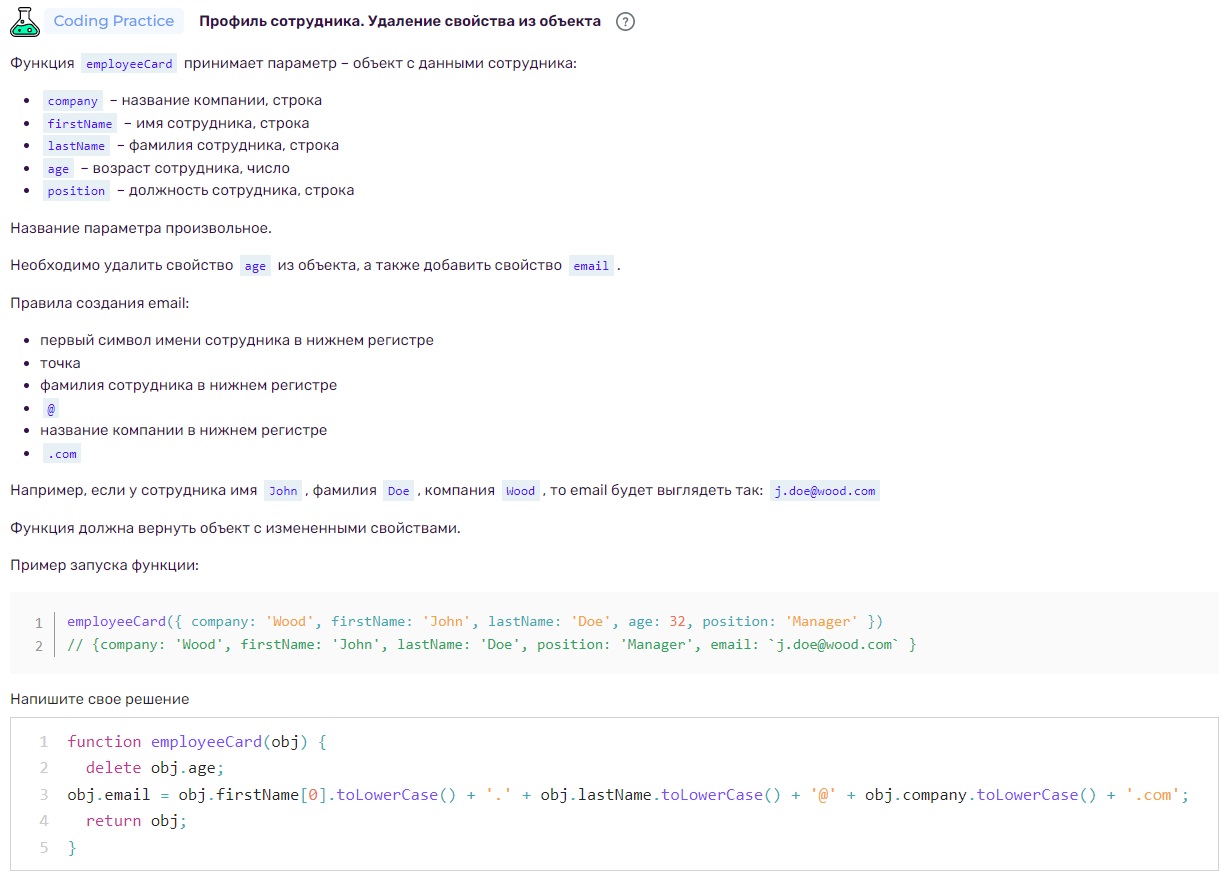 Coding Practice Профиль сотрудника. Удаление свойства из объекта ?
Функция employeeCard принимает параметр – объект с данными сотрудника:
• company – название компании, строка
• firstName – имя сотрудника, строка
• lastName – фамилия сотрудника, строка
• age – возраст сотрудника, число
• position – должность сотрудника, строка
Название параметра произвольное.
Необходимо удалить свойство age из объекта, а также добавить свойство email .
Правила создания email:
• первый символ имени сотрудника в нижнем регистре
• точка
• фамилия сотрудника в нижнем регистре
• @
• название компании в нижнем регистре
• .com
Например, если у сотрудника имя John , фамилия Doe , компания Wood , то email будет выглядеть так: j.doe@wood.com
Функция должна вернуть объект с измененными свойствами.
Пример запуска функции:
1 employeeCard({ company: 'Wood', firstName: 'John', lastName: 'Doe', age: 32, position: 'Manager' })
2 // {company: 'Wood', firstName: 'John', lastName: 'Doe', position: 'Manager', email: `j.doe@wood.com` }
Напишите свое решение
1 function employeeCard(obj) {
2 delete obj.age;
3 obj.email = obj.firstName[0].toLowerCase() + '.' + obj.lastName.toLowerCase() + '@' + obj.company.toLowerCase() + '.com';
4 return obj;
5 }